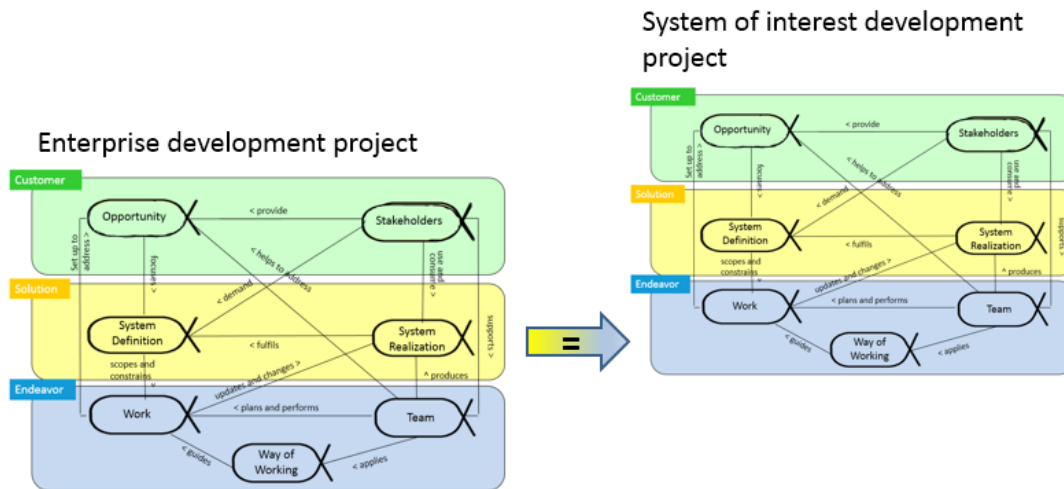 System of interest development
project
Customer
Opportunity
< provide
Stakeholders
Set up to
address >
focuses >
< helps to address
< demand
use and
consume >
Solution
System
Definition
< fulfills
System
Realization
supports >
scopes and
constrains >
updates and changes >
^ produces
Endeavor
Work
< plans and performs
Team
< guides
Way of
Working
< applies
Enterprise development project
Customer
Opportunity
< provide
Stakeholders
Set up to
address >
focuses >
< helps to address
< demand
use and
consume >
Solution
System
Definition
< fulfills
System
Realization
supports >
scopes and
constrains >
updates and changes >
^ produces
Endeavor
Work
< plans and performs
Team
< guides
Way of
Working
< applies
=